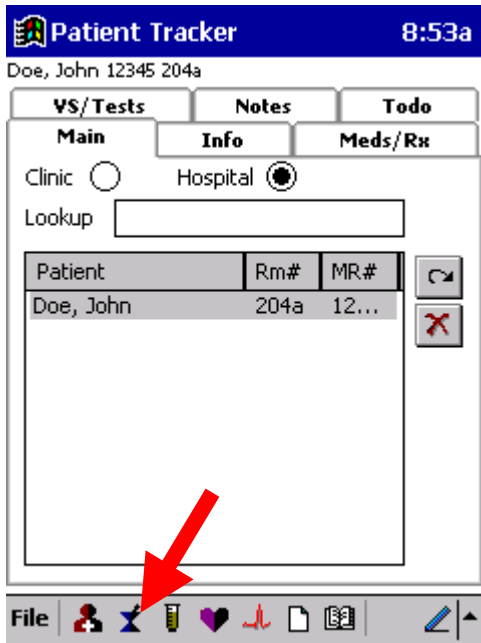 Patient Tracker 8:53a
Doe, John 12345 204a
VS/Tests Notes Todo
Main Info Meds/Rx
Clinic Hospital
Lookup
Patient Rm# MR#
Doe, John 204a 12...
File